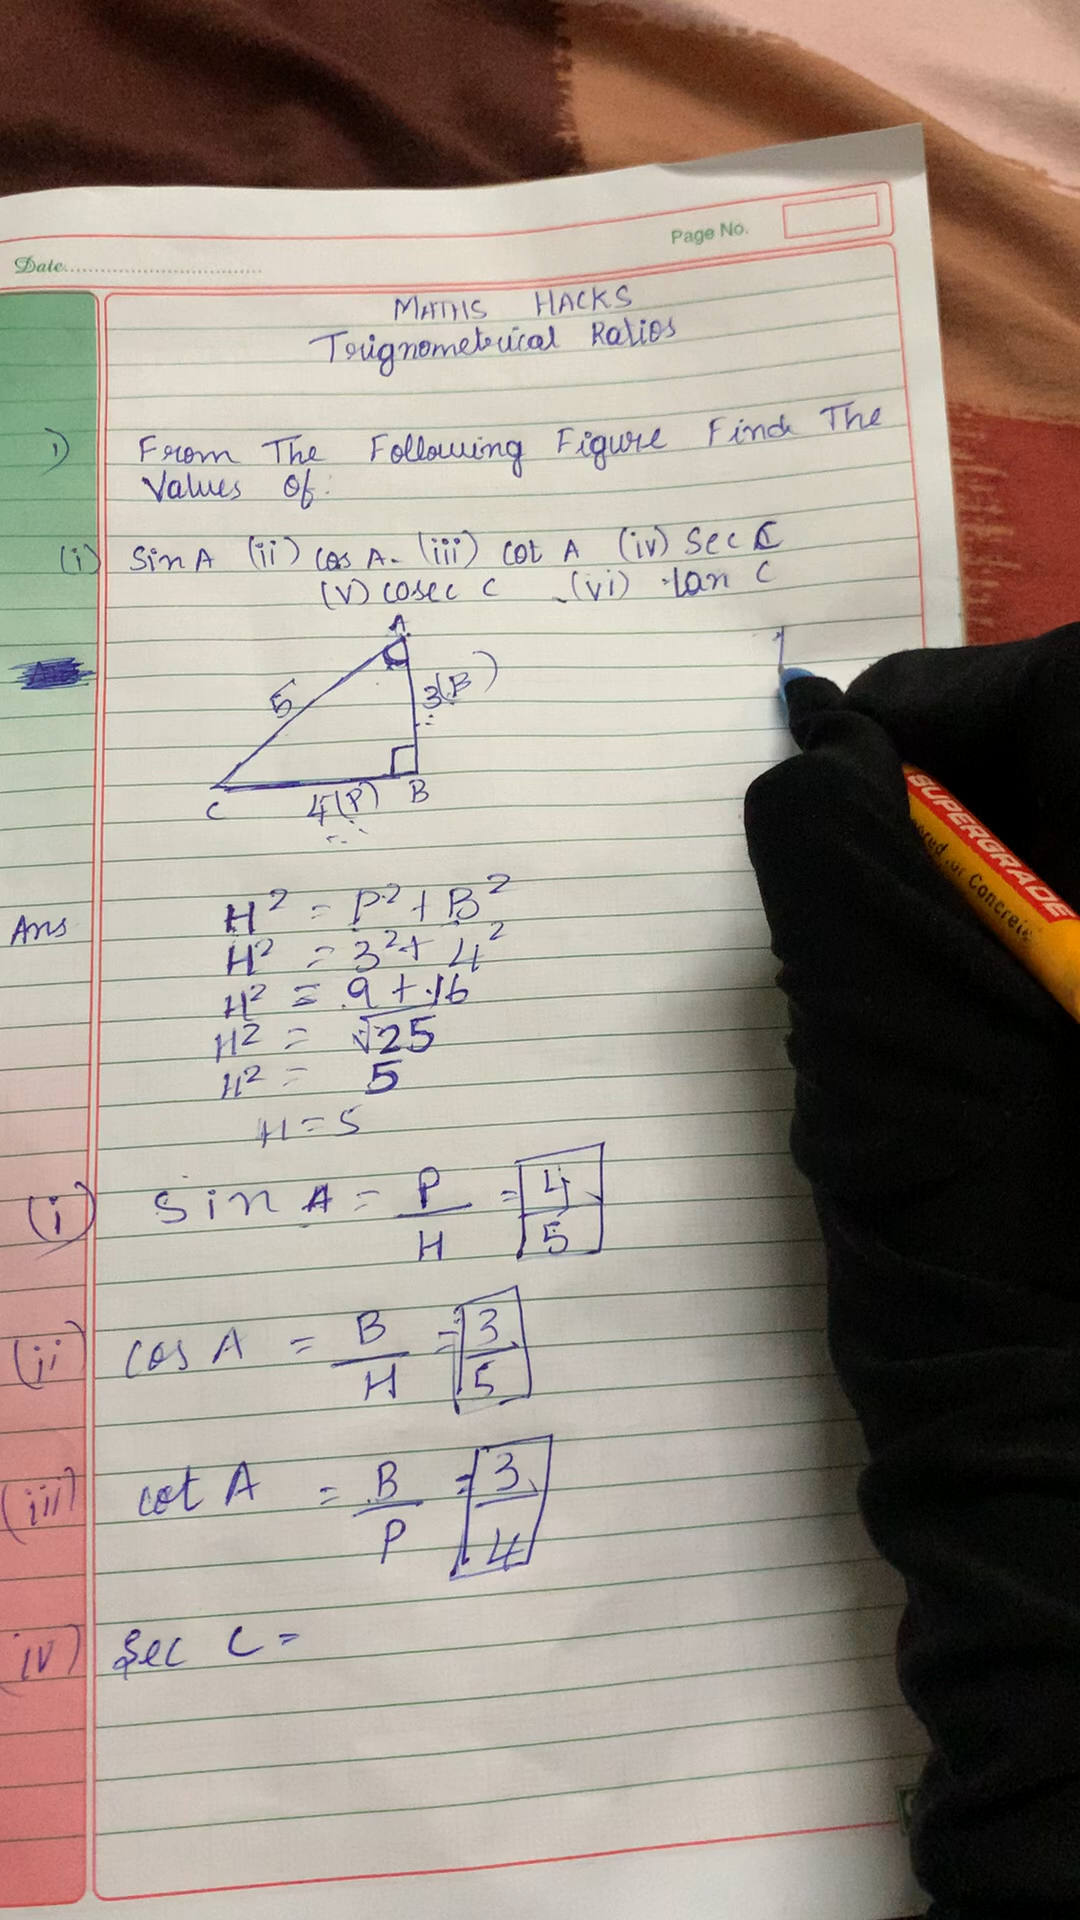 Date
Page No.
MATHS HACKS
Trignometrical Ratios
1) From The Following Figure Find The
Values Of:
(i) Sin A (ii) cos A. (iii) cot A (iv) Sec C
(v) cosec C (vi) tan C
A
5
3(B)
C
4(P)
B
Ans
H² = P² + B²
H² = 3² + 4²
H² = 9 + 16
H² = √25
H² = 5
H = 5
(i) Sin A = P/H = 4/5
(ii) cos A = B/H = 3/5
(iii) cot A = B/P = 3/4
(iv) Sec C =
SUPERGRADE